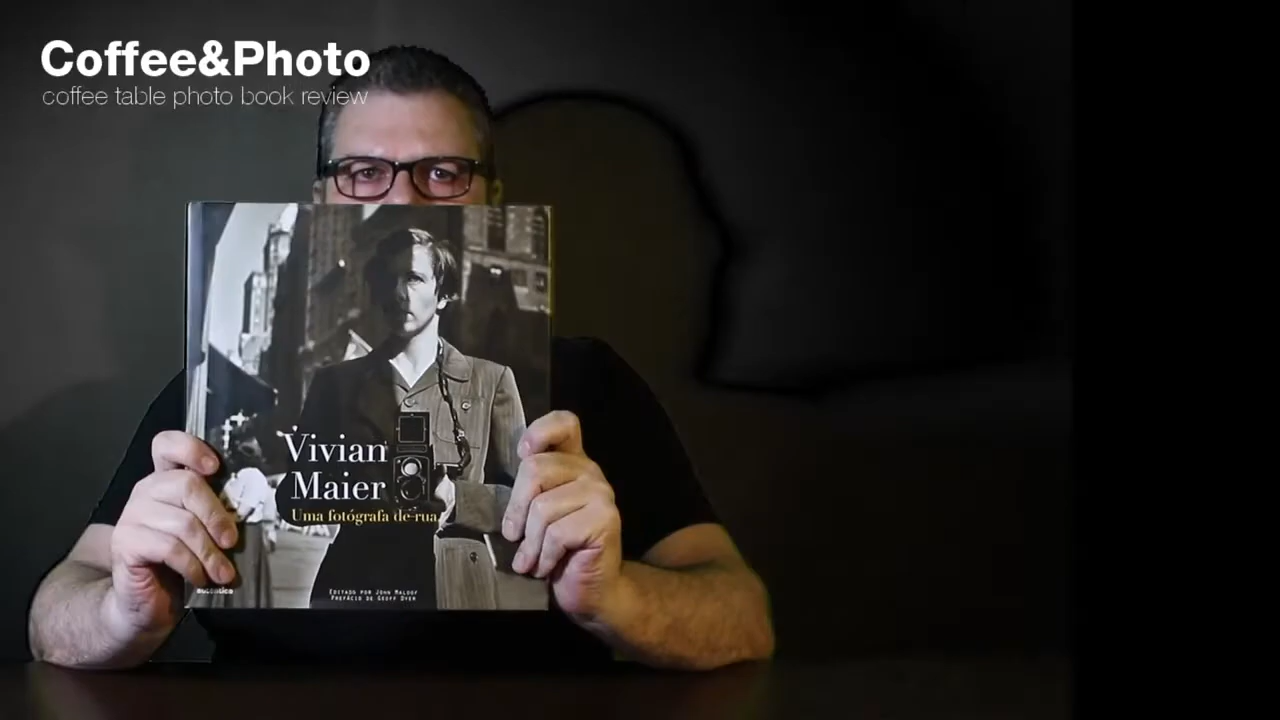 Coffee&Photo
coffee table photo book review
Vivian
Maier
Uma fotógrafa de rua
autêntica
Editado por John Maloof
Prefácio de Geoff Dyer